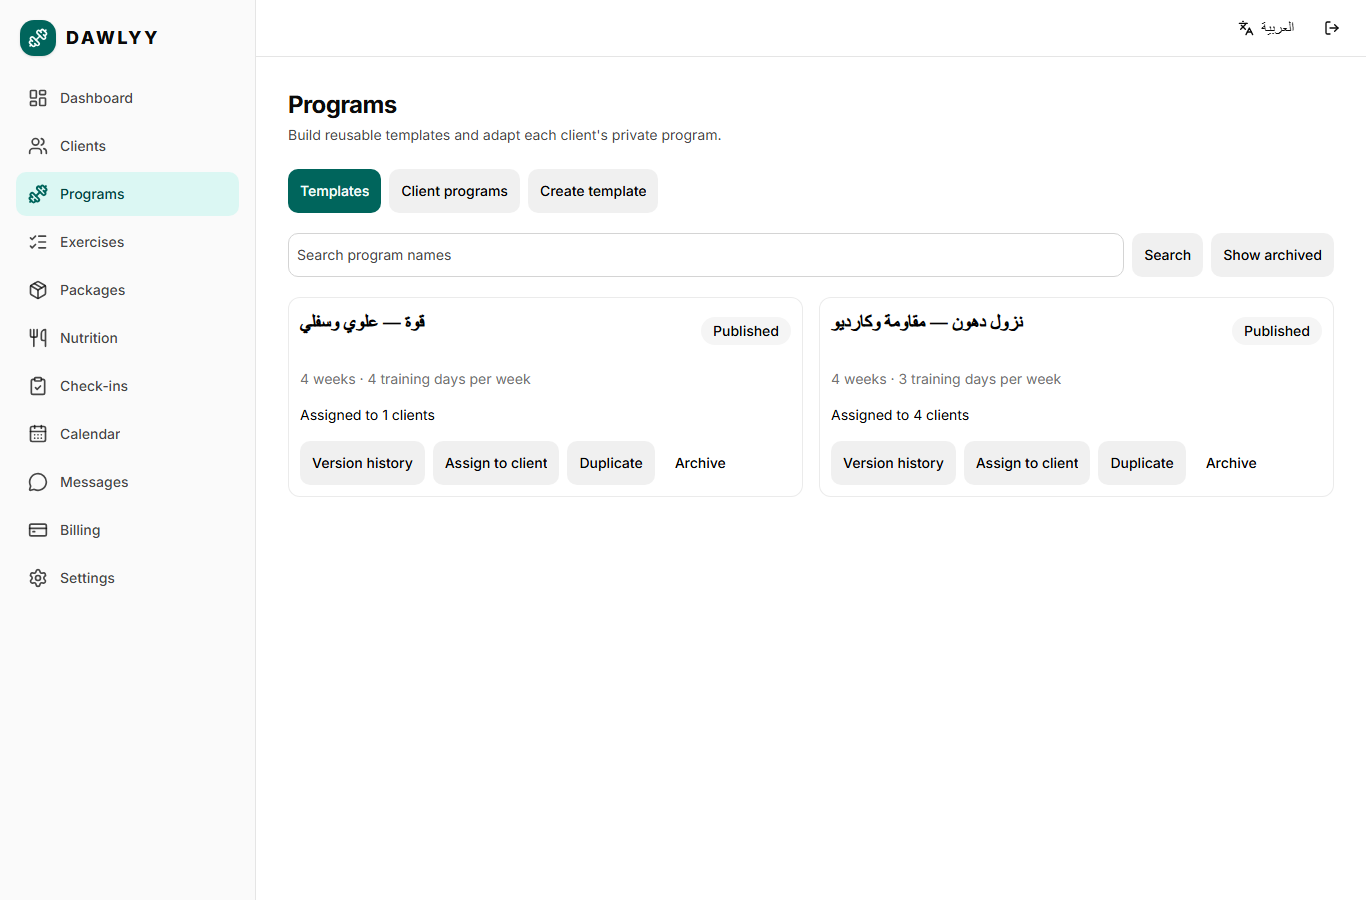 DAWLYY
العربية
Dashboard
Clients
Programs
Exercises
Packages
Nutrition
Check-ins
Calendar
Messages
Billing
Settings
Programs
Build reusable templates and adapt each client's private program.
Templates
Client programs
Create template
Search program names
Search
Show archived
قوة — علوي وسفلي
Published
4 weeks · 4 training days per week
Assigned to 1 clients
Version history
Assign to client
Duplicate
Archive
نزول دهون — مقاومة وكارديو
Published
4 weeks · 3 training days per week
Assigned to 4 clients
Version history
Assign to client
Duplicate
Archive